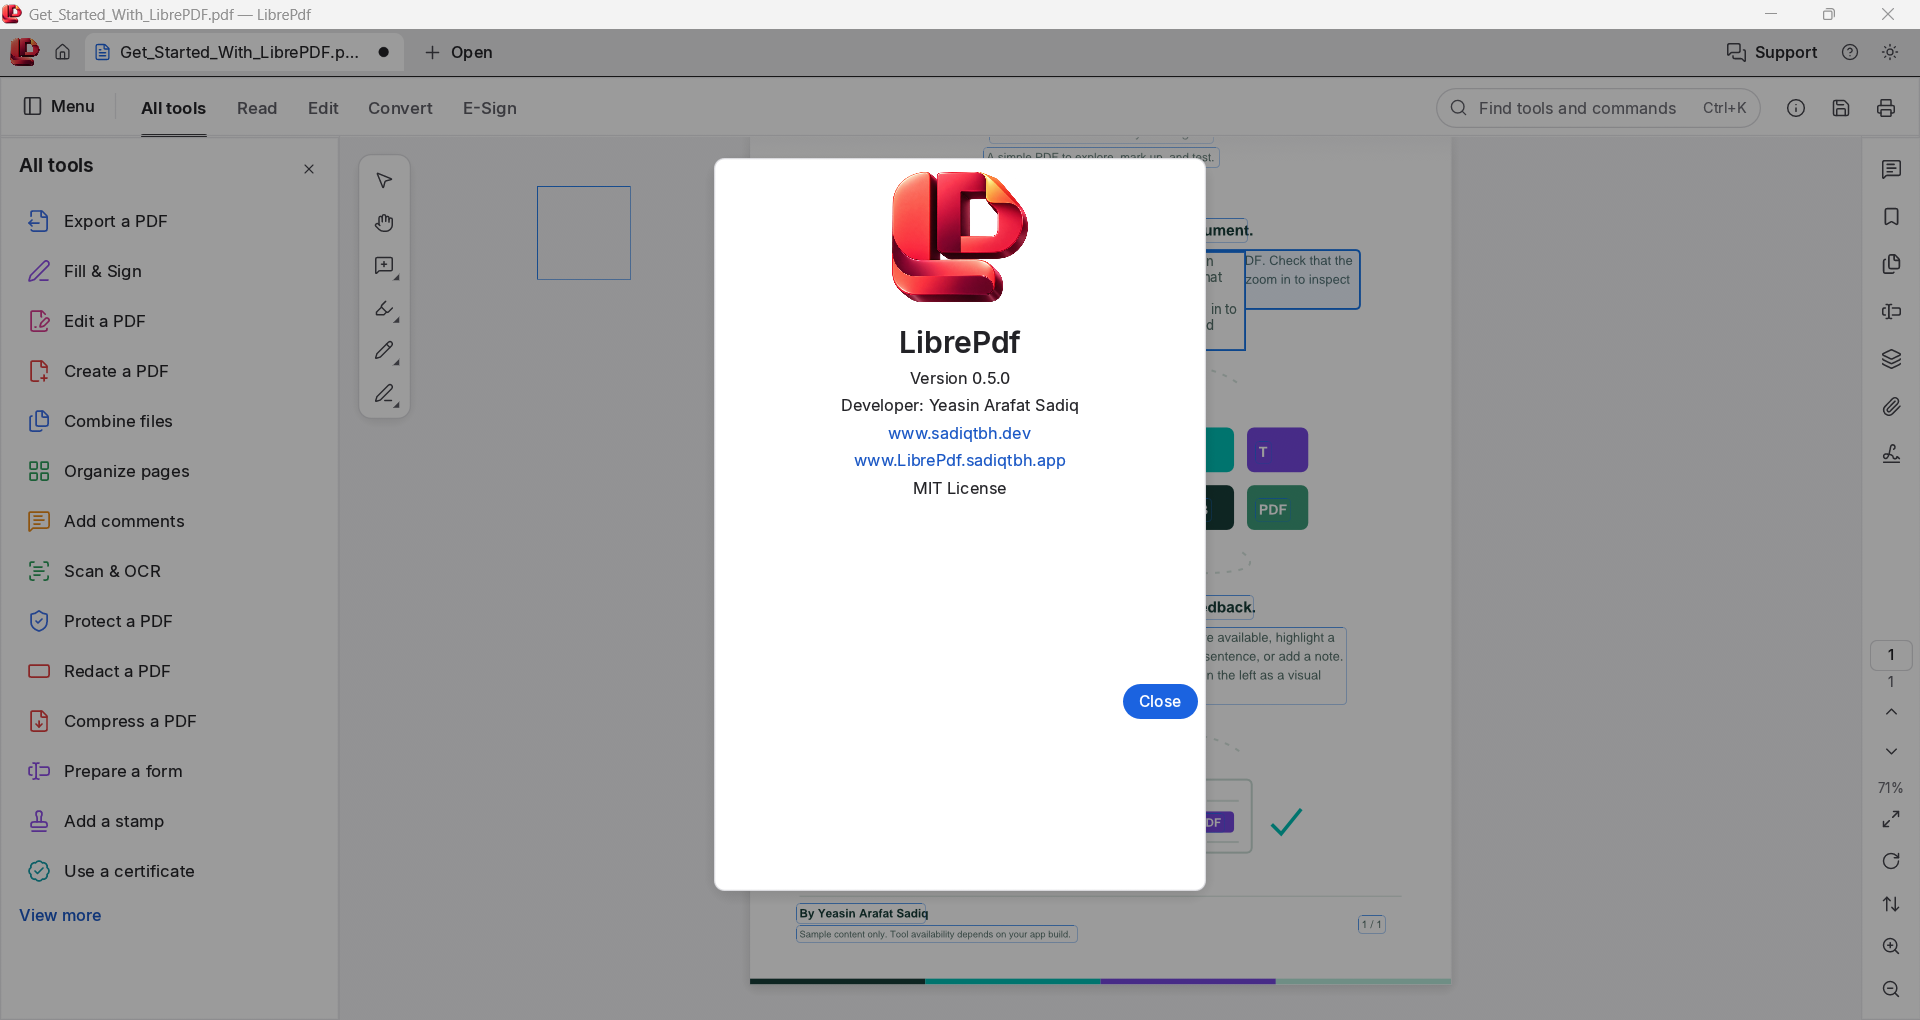 Get_Started_With_LibrePDF.pdf — LibrePdf
Get_Started_With_LibrePDF.p...
Open
Support
Menu
All tools
Read
Edit
Convert
E-Sign
Find tools and commands
Ctrl+K
All tools
Export a PDF
Fill & Sign
Edit a PDF
Create a PDF
Combine files
Organize pages
Add comments
Scan & OCR
Protect a PDF
Redact a PDF
Compress a PDF
Prepare a form
Add a stamp
Use a certificate
View more
A simple PDF to explore, mark up, and test.
LibrePdf
Version 0.5.0
Developer: Yeasin Arafat Sadiq
www.sadiqtbh.dev
www.LibrePdf.sadiqtbh.app
MIT License
Close
ument.
DF. Check that the
zoom in to inspect
in to
T
PDF
edback.
e available, highlight a
sentence, or add a note.
n the left as a visual
DF
By Yeasin Arafat Sadiq
Sample content only. Tool availability depends on your app build.
1 / 1
1
1
71%